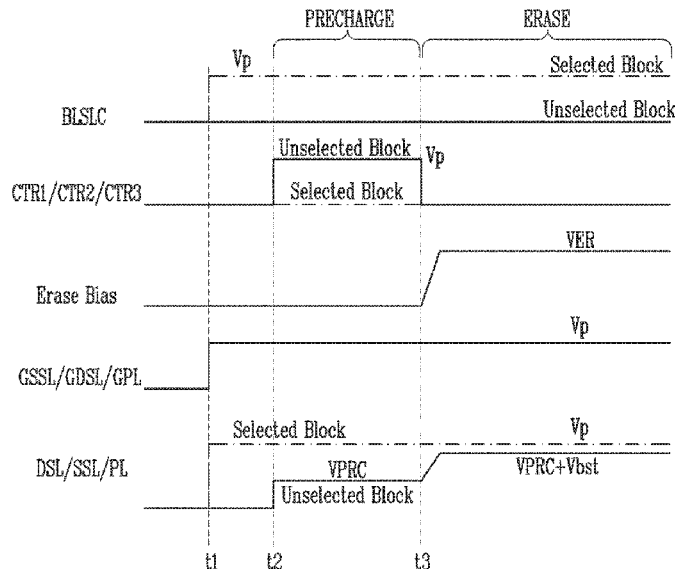 PRECHARGE ERASE
Vp Selected Block
BLSLC Unselected Block
Unselected Block Vp
CTR1/CTR2/CTR3 Selected Block
VER
Erase Bias
Vp
GSSL/GDSL/GPL
Selected Block Vp
DSL/SSL/PL VPRC VPRC+Vbst
Unselected Block
t1 t2 t3